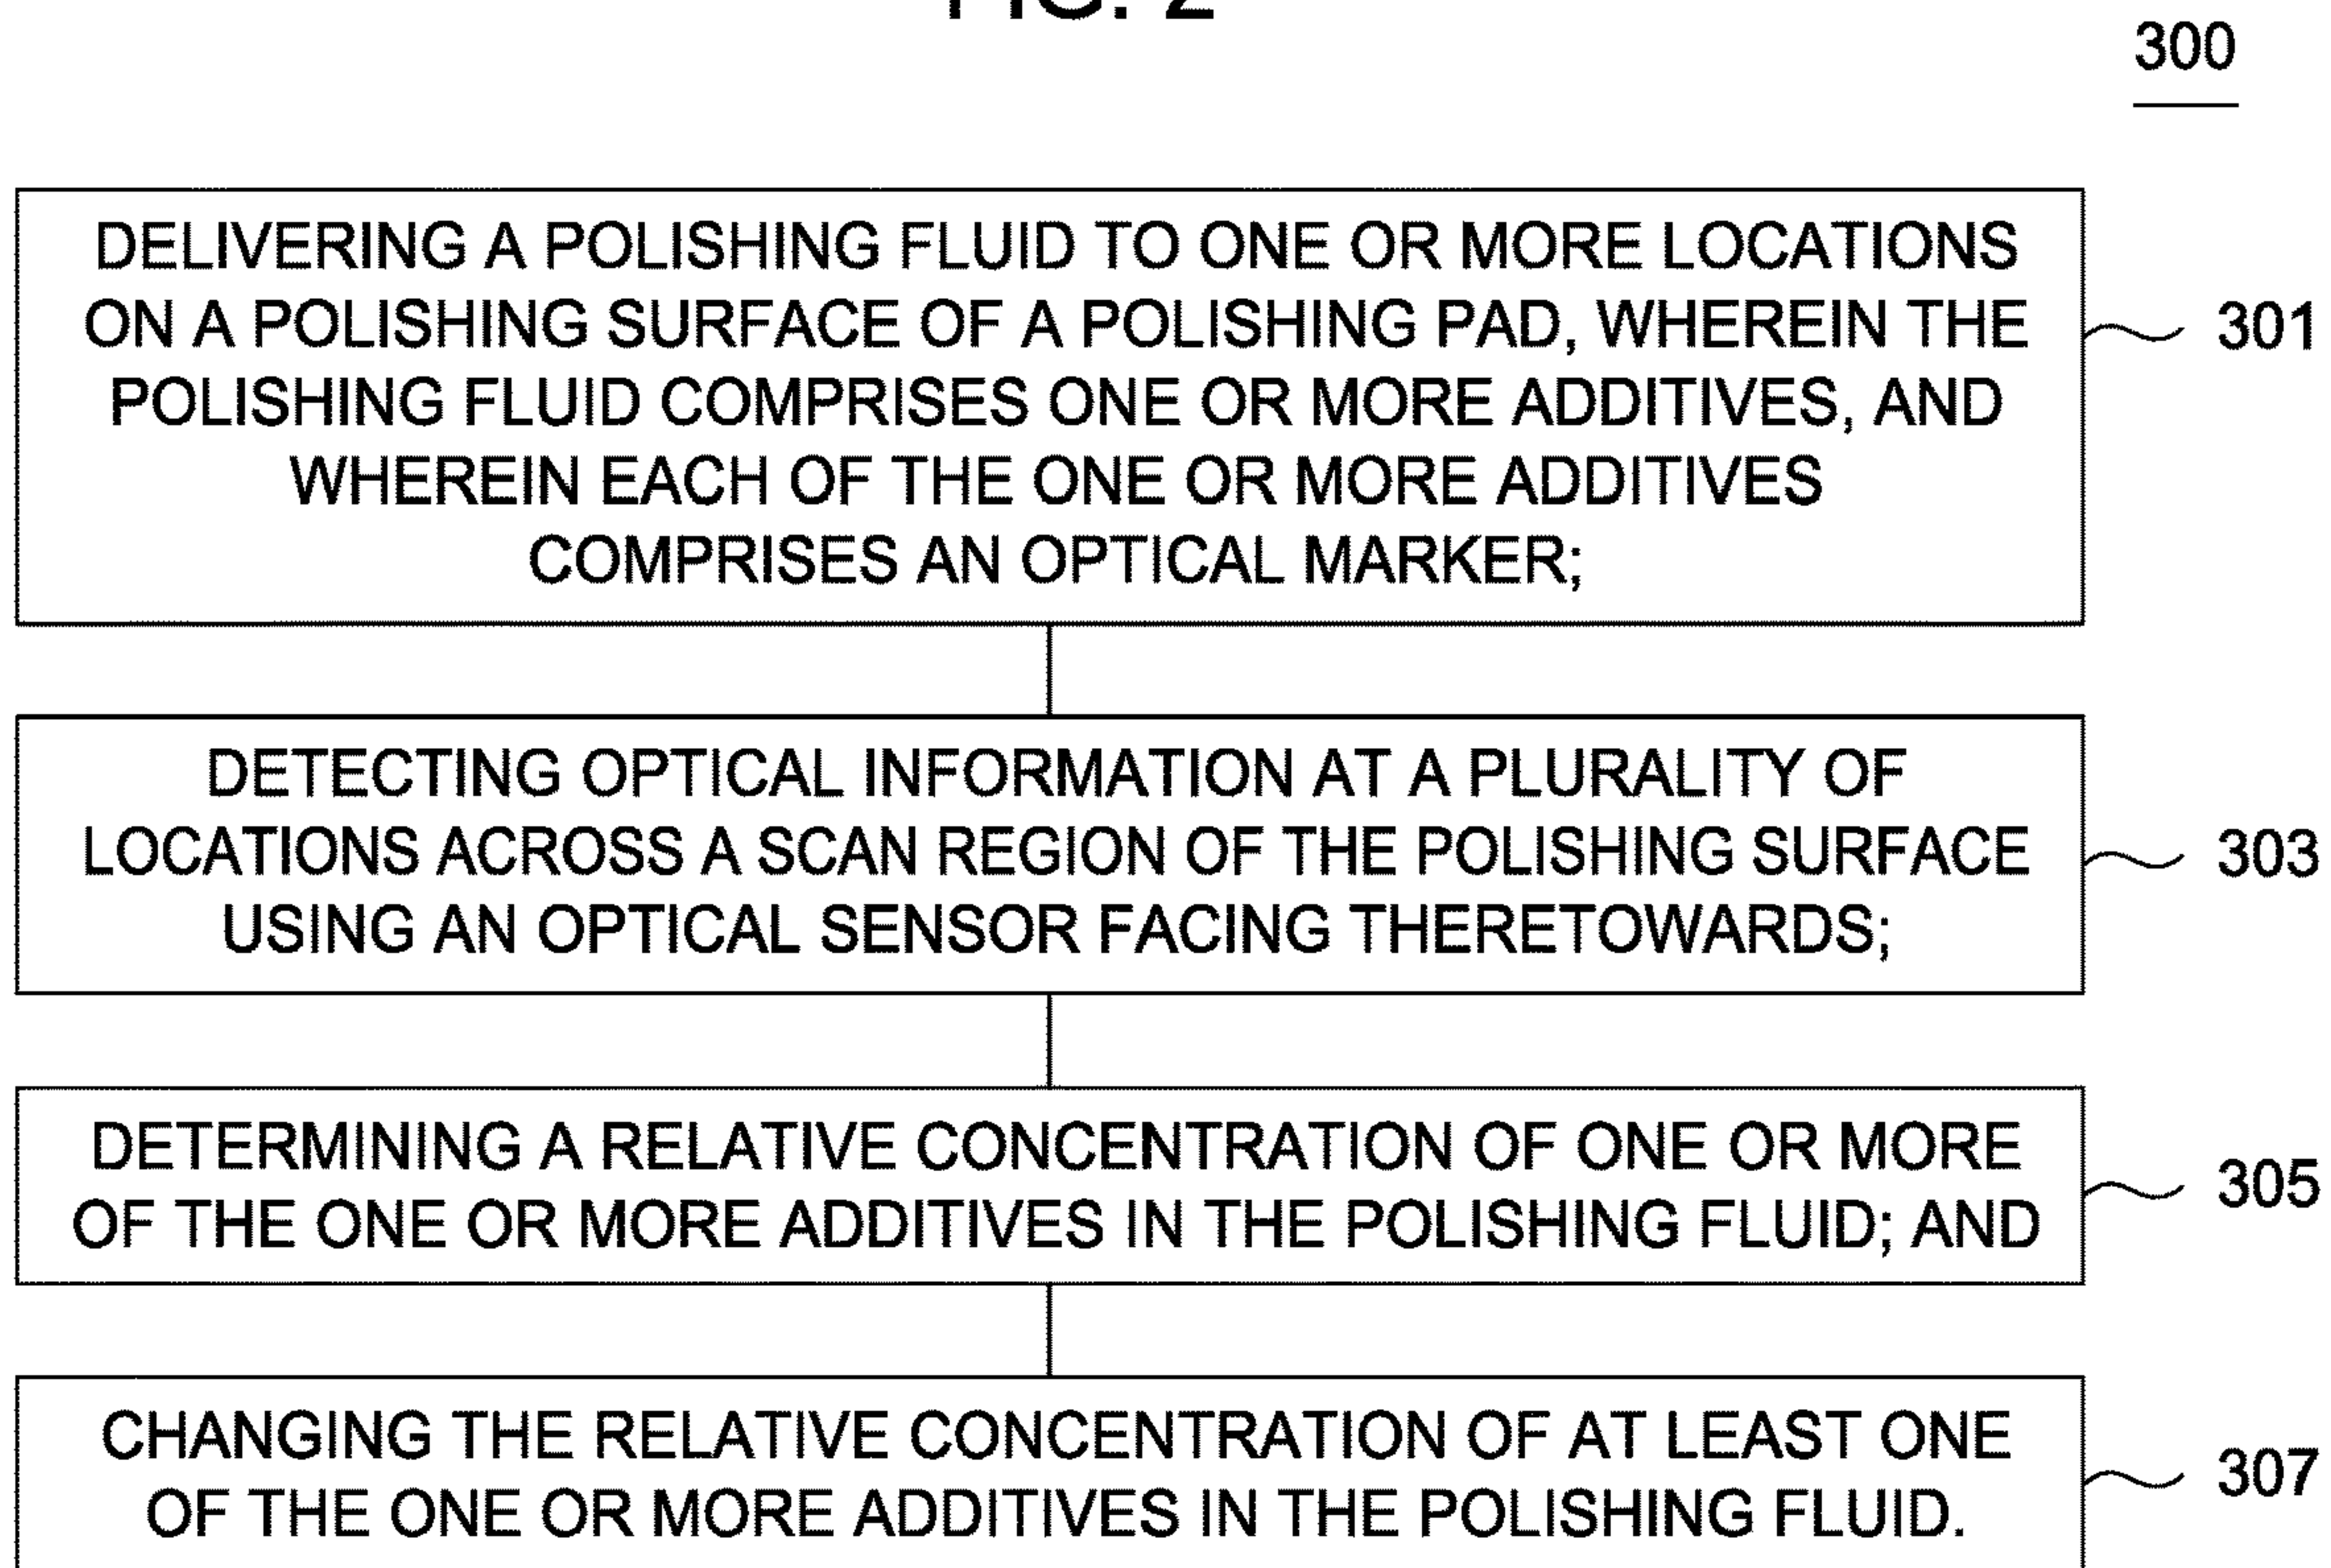 FIG. 2
300
DELIVERING A POLISHING FLUID TO ONE OR MORE LOCATIONS
ON A POLISHING SURFACE OF A POLISHING PAD, WHEREIN THE
POLISHING FLUID COMPRISES ONE OR MORE ADDITIVES, AND
WHEREIN EACH OF THE ONE OR MORE ADDITIVES
COMPRISES AN OPTICAL MARKER;
301
DETECTING OPTICAL INFORMATION AT A PLURALITY OF
LOCATIONS ACROSS A SCAN REGION OF THE POLISHING SURFACE
USING AN OPTICAL SENSOR FACING THERETOWARDS;
303
DETERMINING A RELATIVE CONCENTRATION OF ONE OR MORE
OF THE ONE OR MORE ADDITIVES IN THE POLISHING FLUID; AND
305
CHANGING THE RELATIVE CONCENTRATION OF AT LEAST ONE
OF THE ONE OR MORE ADDITIVES IN THE POLISHING FLUID.
307